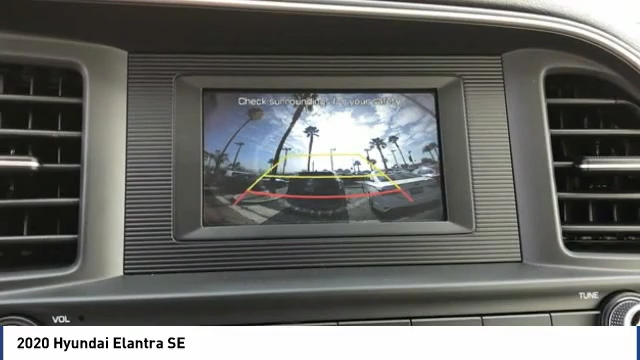 Check surroundings for your safety
VOL
TUNE
2020 Hyundai Elantra SE